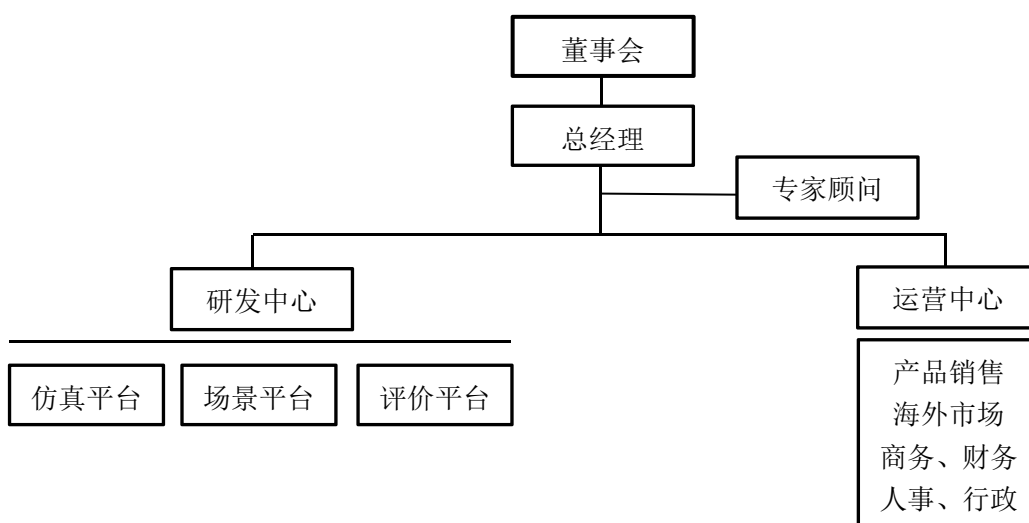 董事会
总经理
专家顾问
研发中心
运营中心
仿真平台
场景平台
评价平台
产品销售
海外市场
商务、财务
人事、行政